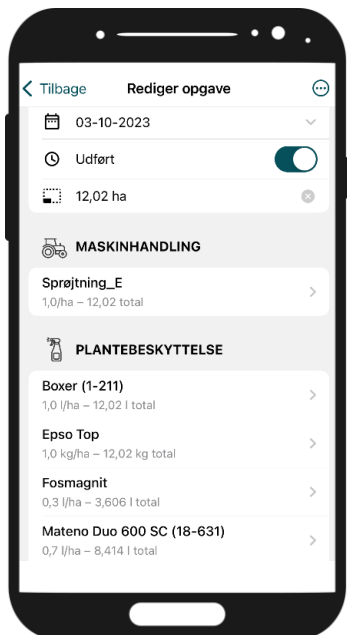 Tilbage
Rediger opgave
03-10-2023
Udført
12,02 ha
MASKINHANDLING
Sprøjtning_E
1,0/ha – 12,02 total
PLANTEBESKYTTELSE
Boxer (1-211)
1,0 l/ha – 12,02 l total
Epso Top
1,0 kg/ha – 12,02 kg total
Fosmagnit
0,3 l/ha – 3,606 l total
Mateno Duo 600 SC (18-631)
0,7 l/ha – 8,414 l total